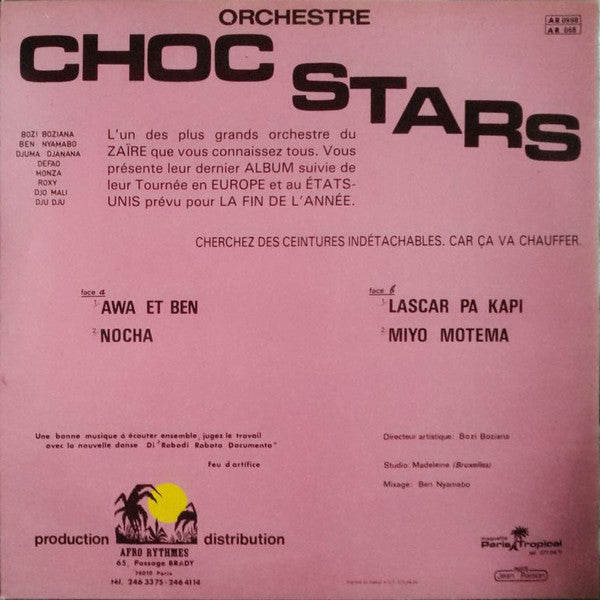 ORCHESTRE
CHOC STARS
AR 0998
AR 068
BOZI BOZIANA
BEN NYAMABO
DJUMA DJANANA
DEFAO
MONZA
ROXY
DJO MALI
DJU DJU
L'un des plus grands orchestre du
ZAÏRE que vous connaissez tous. Vous
présente leur dernier ALBUM suivie de
leur Tournée en EUROPE et au ÉTATS-
UNIS prévu pour LA FIN DE L'ANNÉE.
CHERCHEZ DES CEINTURES INDÉTACHABLES. CAR ÇA VA CHAUFFER.
face a
1. AWA ET BEN
2. NOCHA
face b
1. LASCAR PA KAPI
2. MIYO MOTEMA
Une bonne musique à écouter ensemble, jugez le travail
avec la nouvelle danse Di "Robodi Robota Documento"
Feu d'artifice
Directeur artistique: Bozi Boziana
Studio: Madeleine (Bruxelles)
Mixage: Ben Nyamabo
production distribution
AFRO RYTHMES
65, Passage BRADY
75010 Paris
tél. 246 3375 - 246 4114
maquette
Paris Tropical
Jean Raison